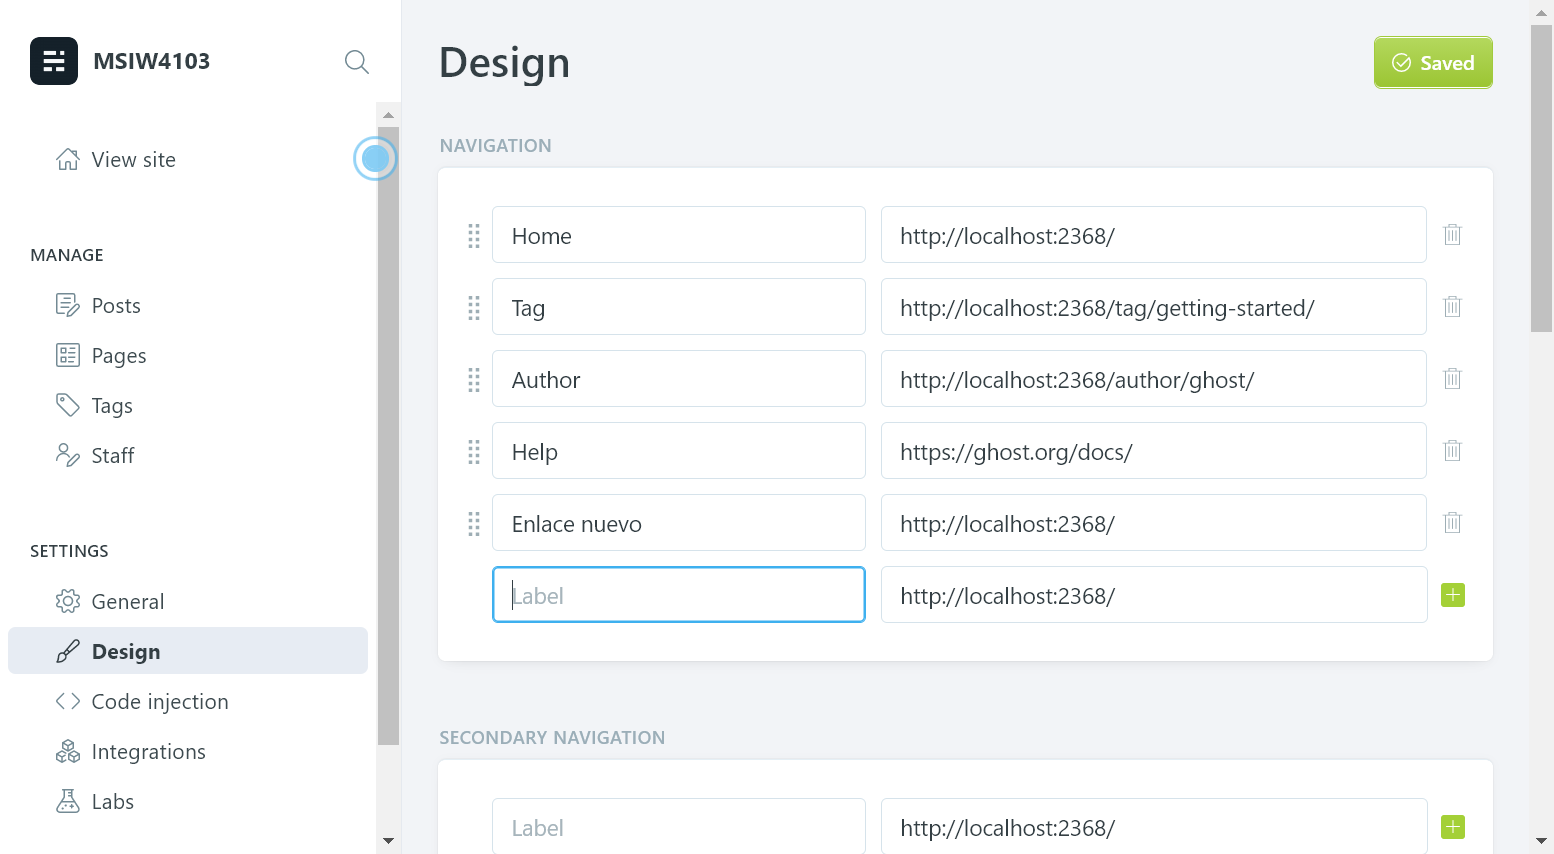 MSIW4103
View site
MANAGE
Posts
Pages
Tags
Staff
SETTINGS
General
Design
Code injection
Integrations
Labs
Design
Saved
NAVIGATION
Home http://localhost:2368/
Tag http://localhost:2368/tag/getting-started/
Author http://localhost:2368/author/ghost/
Help https://ghost.org/docs/
Enlace nuevo http://localhost:2368/
Label http://localhost:2368/
SECONDARY NAVIGATION
Label http://localhost:2368/